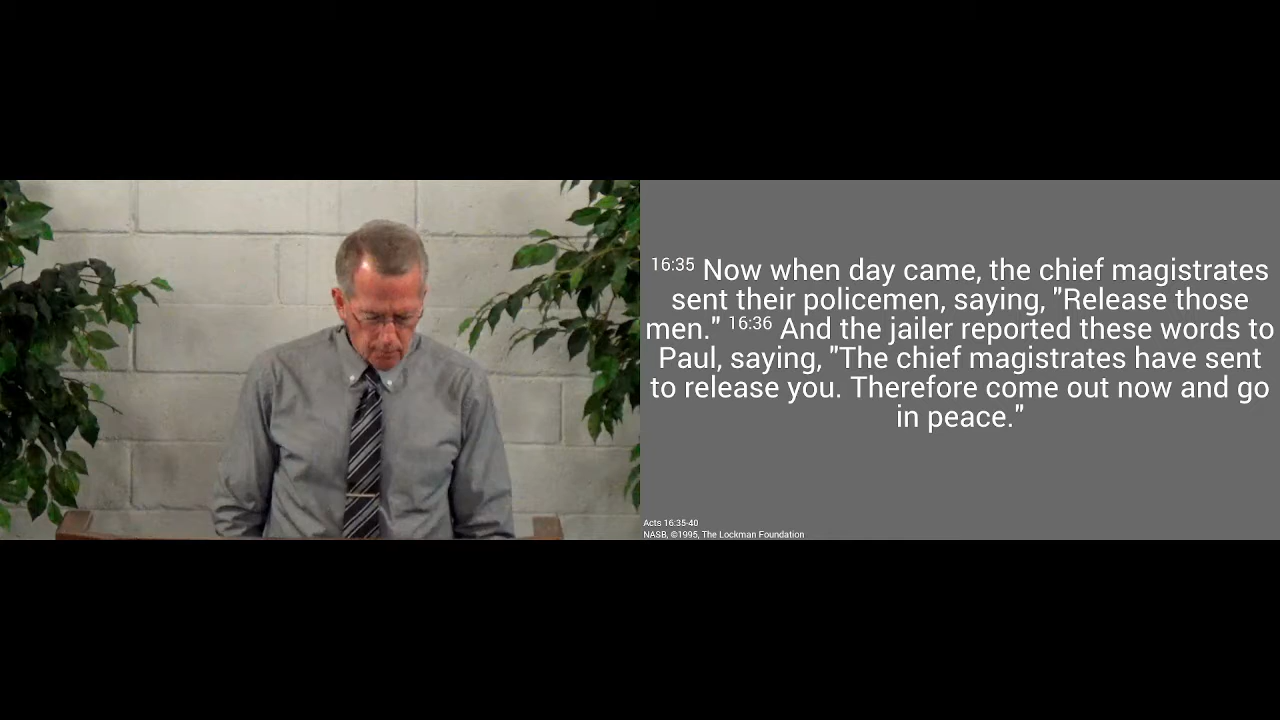 16:35 Now when day came, the chief magistrates
sent their policemen, saying, "Release those
men." 16:36 And the jailer reported these words to
Paul, saying, "The chief magistrates have sent
to release you. Therefore come out now and go
in peace."
Acts 16:35-40
NASB, ©1995, The Lockman Foundation